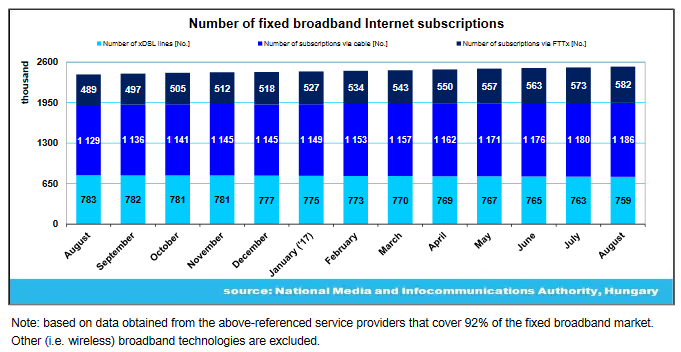 Number of fixed broadband Internet subscriptions
Number of xDSL lines [No.] Number of subscriptions via cable [No.] Number of subscriptions via FTTx [No.]
thousand
2600
1950
1300
650
0
489 497 505 512 518 527 534 543 550 557 563 573 582
1 129 1 136 1 141 1 145 1 145 1 149 1 153 1 157 1 162 1 171 1 176 1 180 1 186
783 782 781 781 777 775 773 770 769 767 765 763 759
August September October November December January ('17) February March April May June July August
source: National Media and Infocommunications Authority, Hungary
Note: based on data obtained from the above-referenced service providers that cover 92% of the fixed broadband market.
Other (i.e. wireless) broadband technologies are excluded.